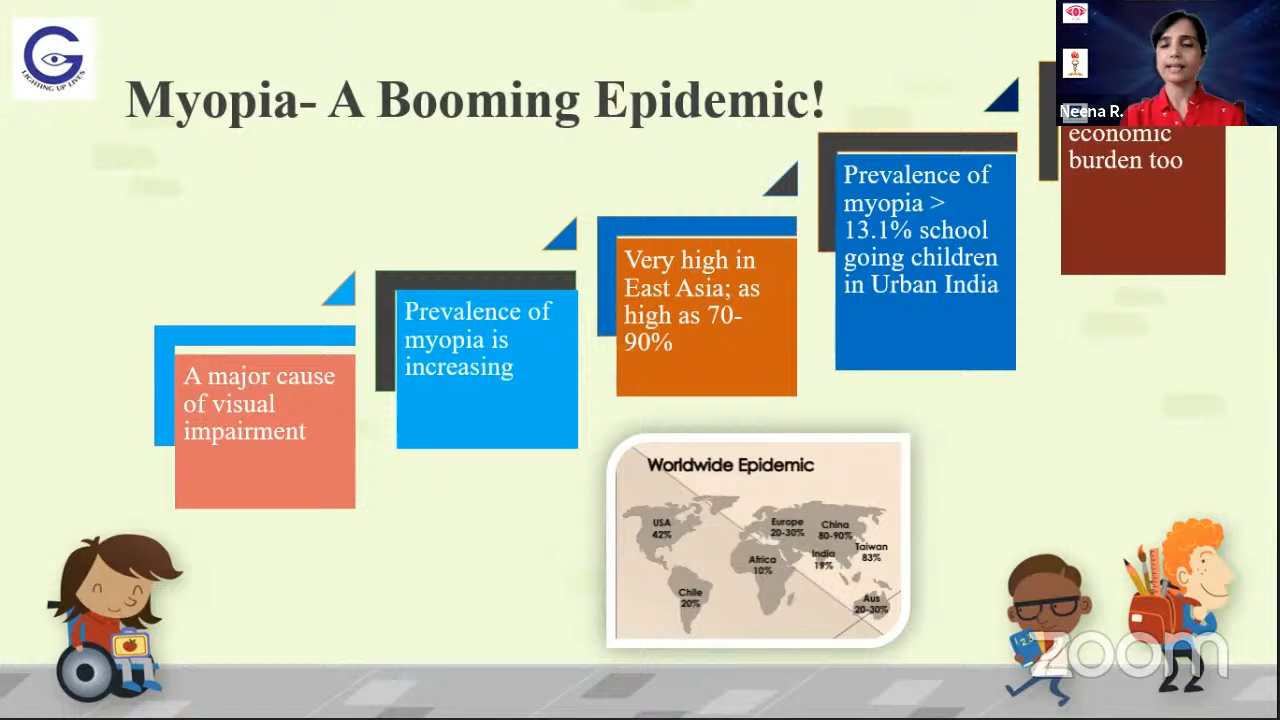 LIGHTING UP LIVES
Myopia- A Booming Epidemic!
Neena R.
A major cause
of visual
impairment
Prevalence of
myopia is
increasing
Very high in
East Asia; as
high as 70-
90%
Prevalence of
myopia >
13.1% school
going children
in Urban India
economic
burden too
Worldwide Epidemic
USA
42%
Europe
20-30%
China
80-90%
Taiwan
83%
India
19%
Africa
10%
Chile
20%
Aus
20-30%
1 2 3
zoom